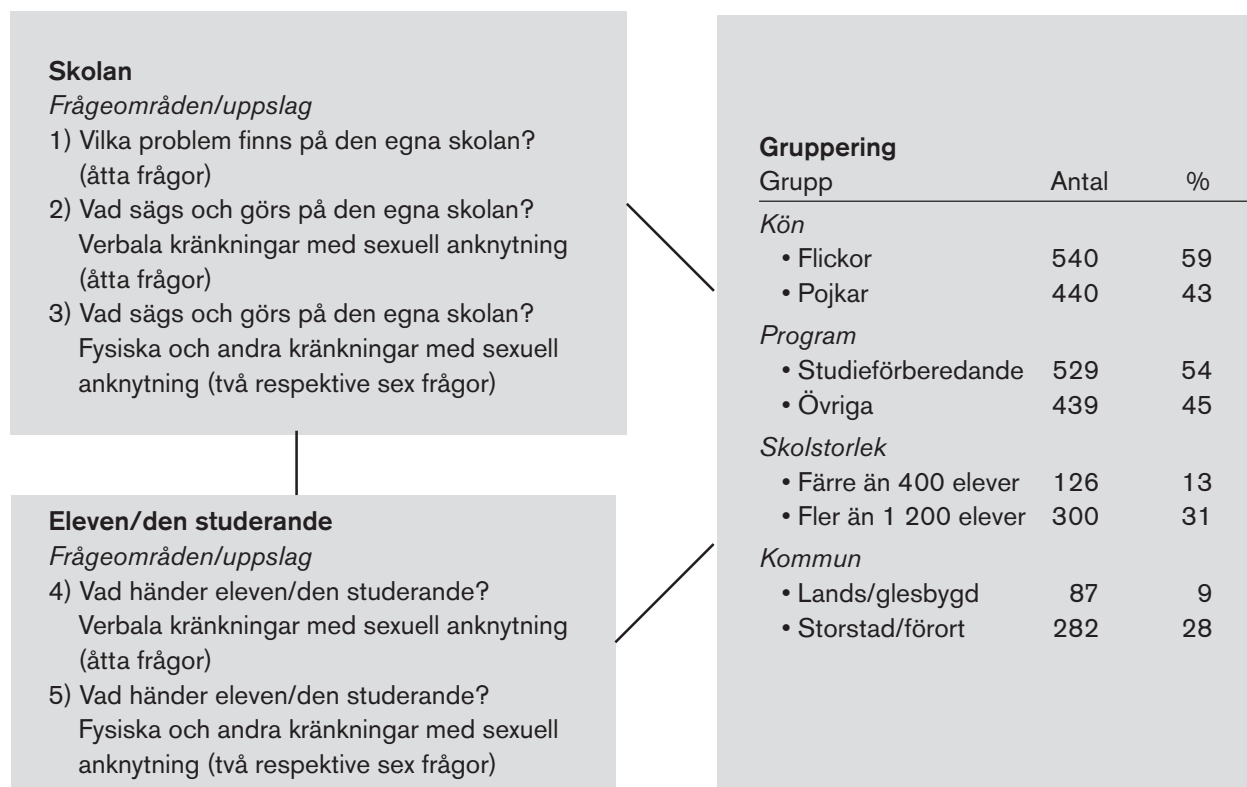 Skolan
Frågeområden/uppslag
1) Vilka problem finns på den egna skolan?
(åtta frågor)
2) Vad sägs och görs på den egna skolan?
Verbala kränkningar med sexuell anknytning
(åtta frågor)
3) Vad sägs och görs på den egna skolan?
Fysiska och andra kränkningar med sexuell
anknytning (två respektive sex frågor)
Eleven/den studerande
Frågeområden/uppslag
4) Vad händer eleven/den studerande?
Verbala kränkningar med sexuell anknytning
(åtta frågor)
5) Vad händer eleven/den studerande?
Fysiska och andra kränkningar med sexuell
anknytning (två respektive sex frågor)
Gruppering
Grupp Antal %
Kön
• Flickor 540 59
• Pojkar 440 43
Program
• Studieförberedande 529 54
• Övriga 439 45
Skolstorlek
• Färre än 400 elever 126 13
• Fler än 1 200 elever 300 31
Kommun
• Lands/glesbygd 87 9
• Storstad/förort 282 28